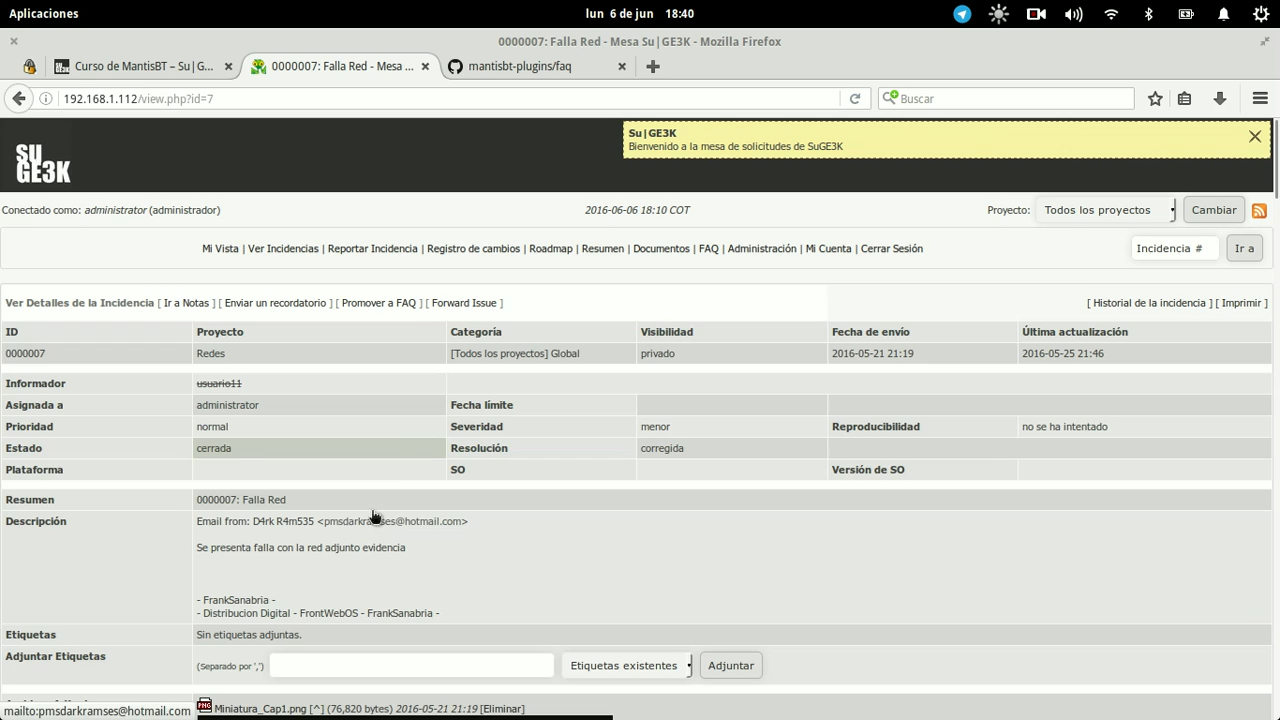 Aplicaciones lun 6 de jun 18:40
0000007: Falla Red - Mesa Su|GE3K - Mozilla Firefox
Curso de MantisBT – Su|G... 0000007: Falla Red - Mesa ... mantisbt-plugins/faq
192.168.1.112/view.php?id=7 Buscar
SU GE3K
Su|GE3K
Bienvenido a la mesa de solicitudes de SuGE3K
Conectado como: administrator (administrador) 2016-06-06 18:10 COT Proyecto: Todos los proyectos Cambiar
Mi Vista | Ver Incidencias | Reportar Incidencia | Registro de cambios | Roadmap | Resumen | Documentos | FAQ | Administración | Mi Cuenta | Cerrar Sesión Incidencia # Ir a
Ver Detalles de la Incidencia [ Ir a Notas ] [ Enviar un recordatorio ] [ Promover a FAQ ] [ Forward Issue ] [ Historial de la incidencia ] [ Imprimir ]
ID Proyecto Categoría Visibilidad Fecha de envío Última actualización
0000007 Redes [Todos los proyectos] Global privado 2016-05-21 21:19 2016-05-25 21:46
Informador usuario11
Asignada a administrator Fecha límite
Prioridad normal Severidad menor Reproducibilidad no se ha intentado
Estado cerrada Resolución corregida
Plataforma SO Versión de SO
Resumen 0000007: Falla Red
Descripción Email from: D4rk R4m535 <pmsdarkramses@hotmail.com>
Se presenta falla con la red adjunto evidencia
- FrankSanabria -
- Distribucion Digital - FrontWebOS - FrankSanabria -
Etiquetas Sin etiquetas adjuntas.
Adjuntar Etiquetas (Separado por ',') Etiquetas existentes Adjuntar
Miniatura_Cap1.png [^] (76,820 bytes) 2016-05-21 21:19 [Eliminar]
mailto:pmsdarkramses@hotmail.com